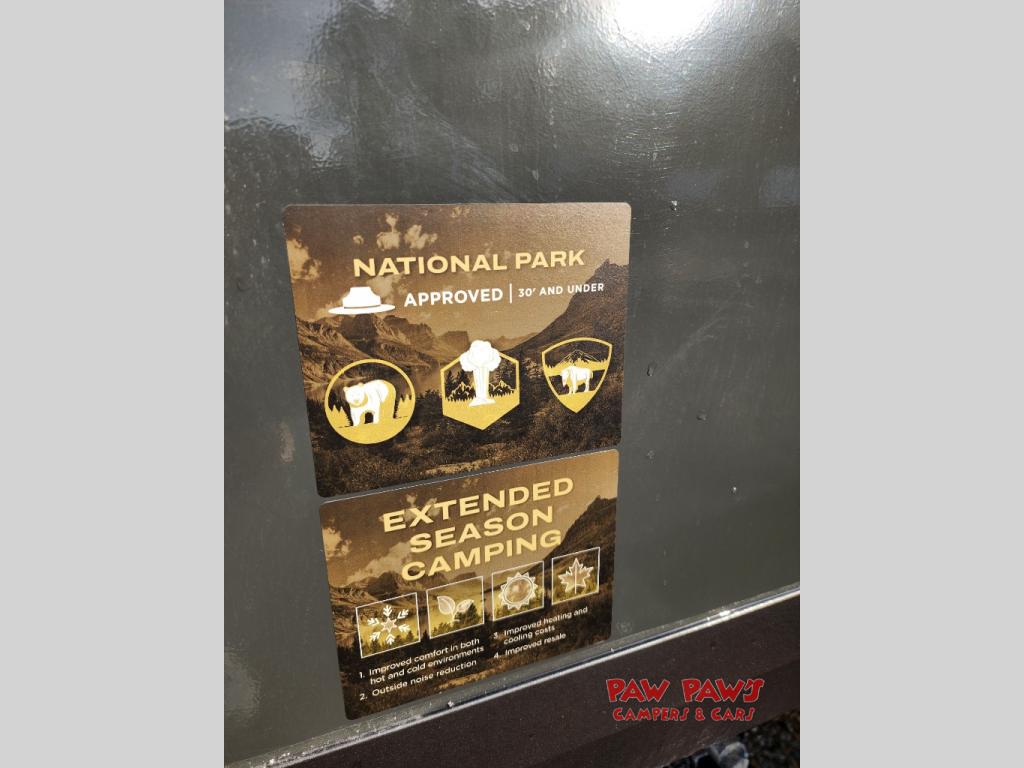 NATIONAL PARK
APPROVED | 30' AND UNDER
EXTENDED
SEASON
CAMPING
1. Improved comfort in both
hot and cold environments
2. Outside noise reduction
3. Improved heating and
cooling costs
4. Improved resale
PAW PAW'S
CAMPERS & CARS